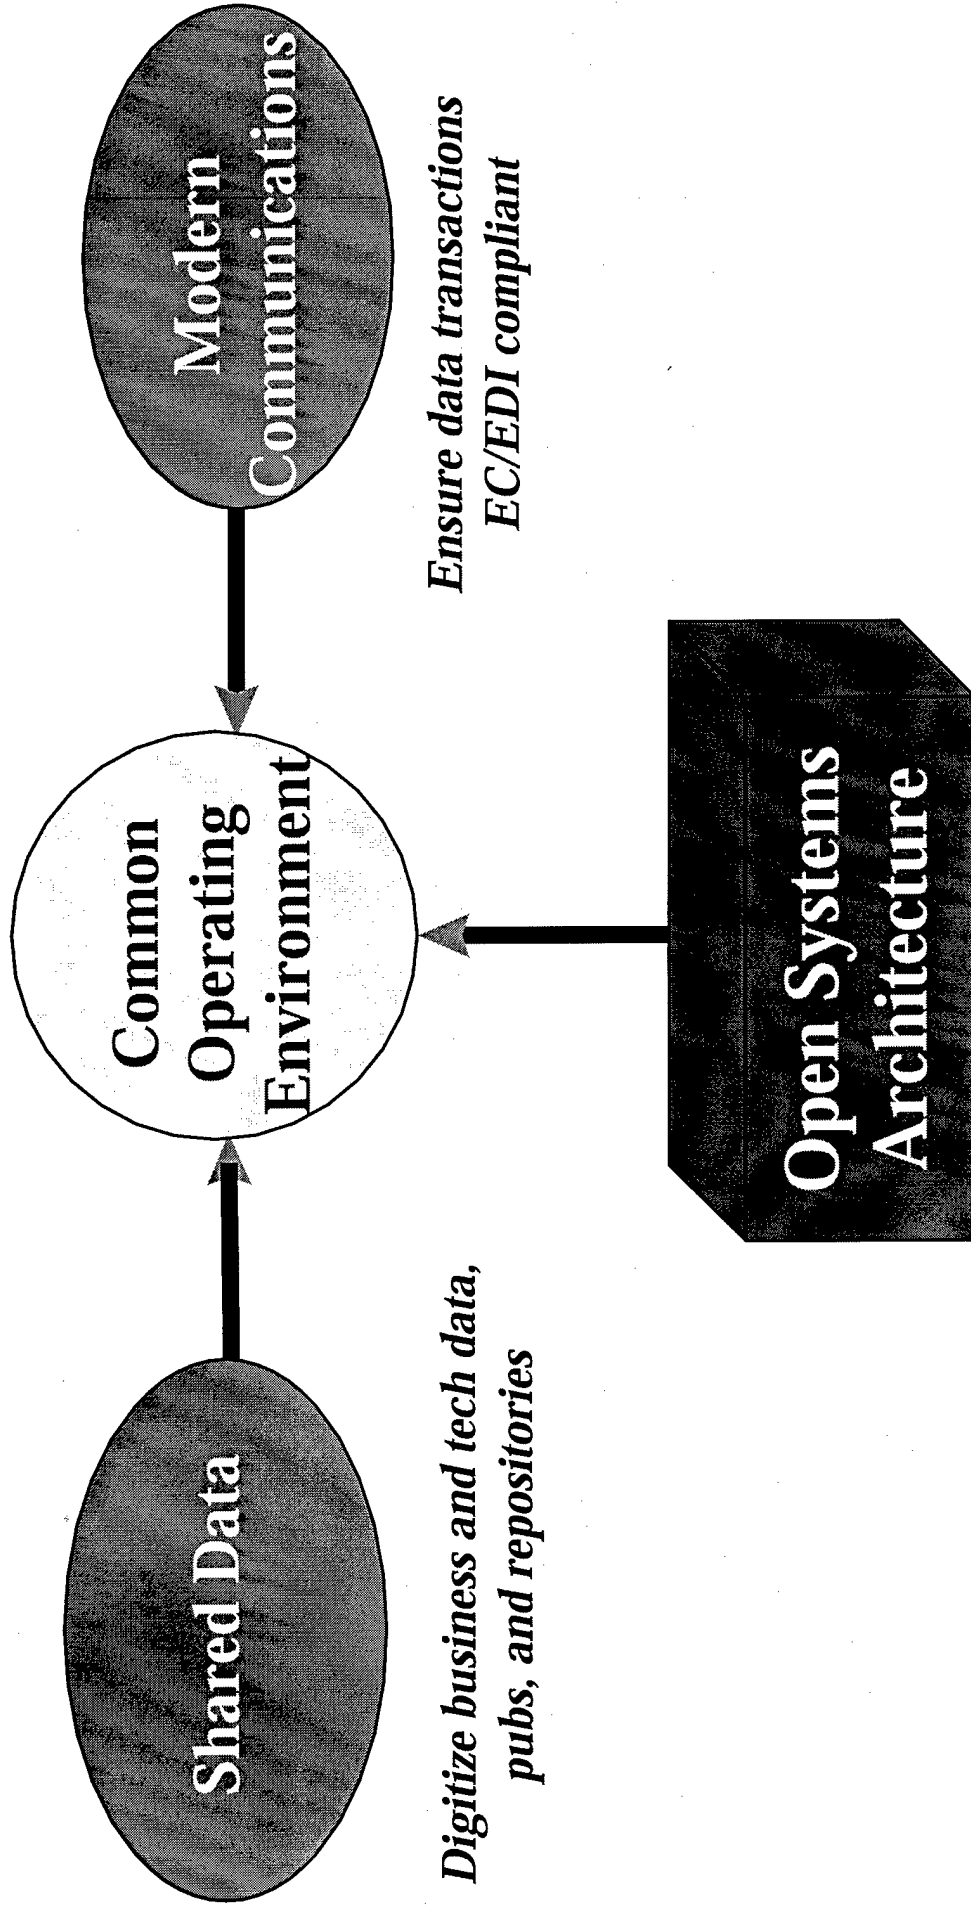 Shared Data
Common
Operating
Environment
Modern
Communications
Digitize business and tech data,
pubs, and repositories
Ensure data transactions
EC/EDI compliant
Open Systems
Architecture